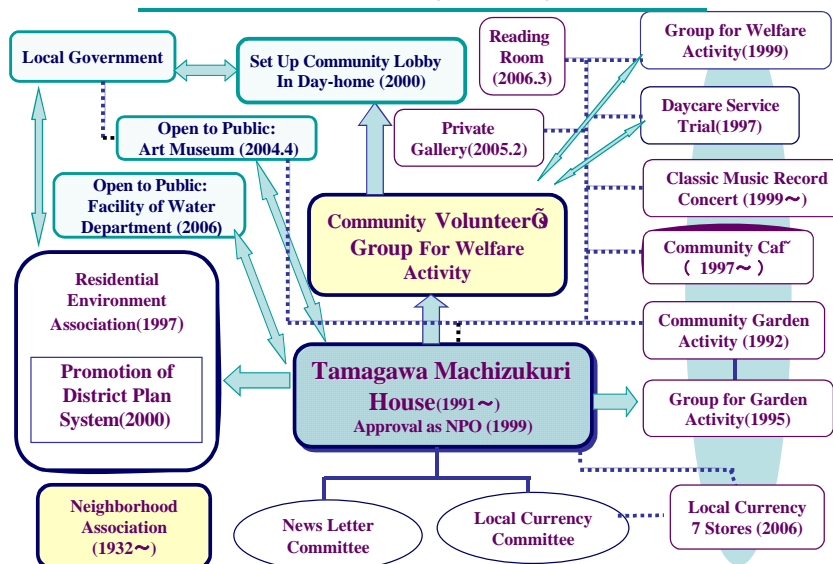 Local Government
Set Up Community Lobby
In Day-home (2000)
Reading
Room
(2006.3)
Group for Welfare
Activity(1999)
Open to Public:
Art Museum (2004.4)
Private
Gallery(2005.2)
Daycare Service
Trial(1997)
Open to Public:
Facility of Water
Department (2006)
Community VolunteerÕs
Group For Welfare
Activity
Classic Music Record
Concert (1999～)
Community Caf˜
( 1997～ )
Residential
Environment
Association(1997)
Promotion of
District Plan
System(2000)
Tamagawa Machizukuri
House(1991～)
Approval as NPO (1999)
Community Garden
Activity (1992)
Group for Garden
Activity(1995)
Neighborhood
Association
(1932～)
News Letter
Committee
Local Currency
Committee
Local Currency
7 Stores (2006)